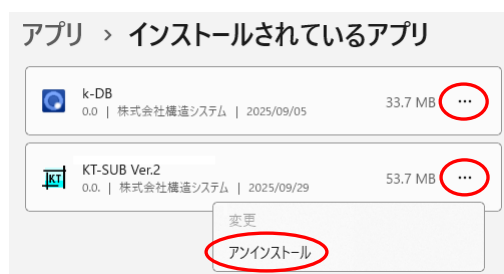 アプリ › インストールされているアプリ
k-DB
0.0 | 株式会社構造システム | 2025/09/05
33.7 MB
…
KT
KT-SUB Ver.2
0.0. | 株式会社構造システム | 2025/09/29
53.7 MB
…
変更
アンインストール